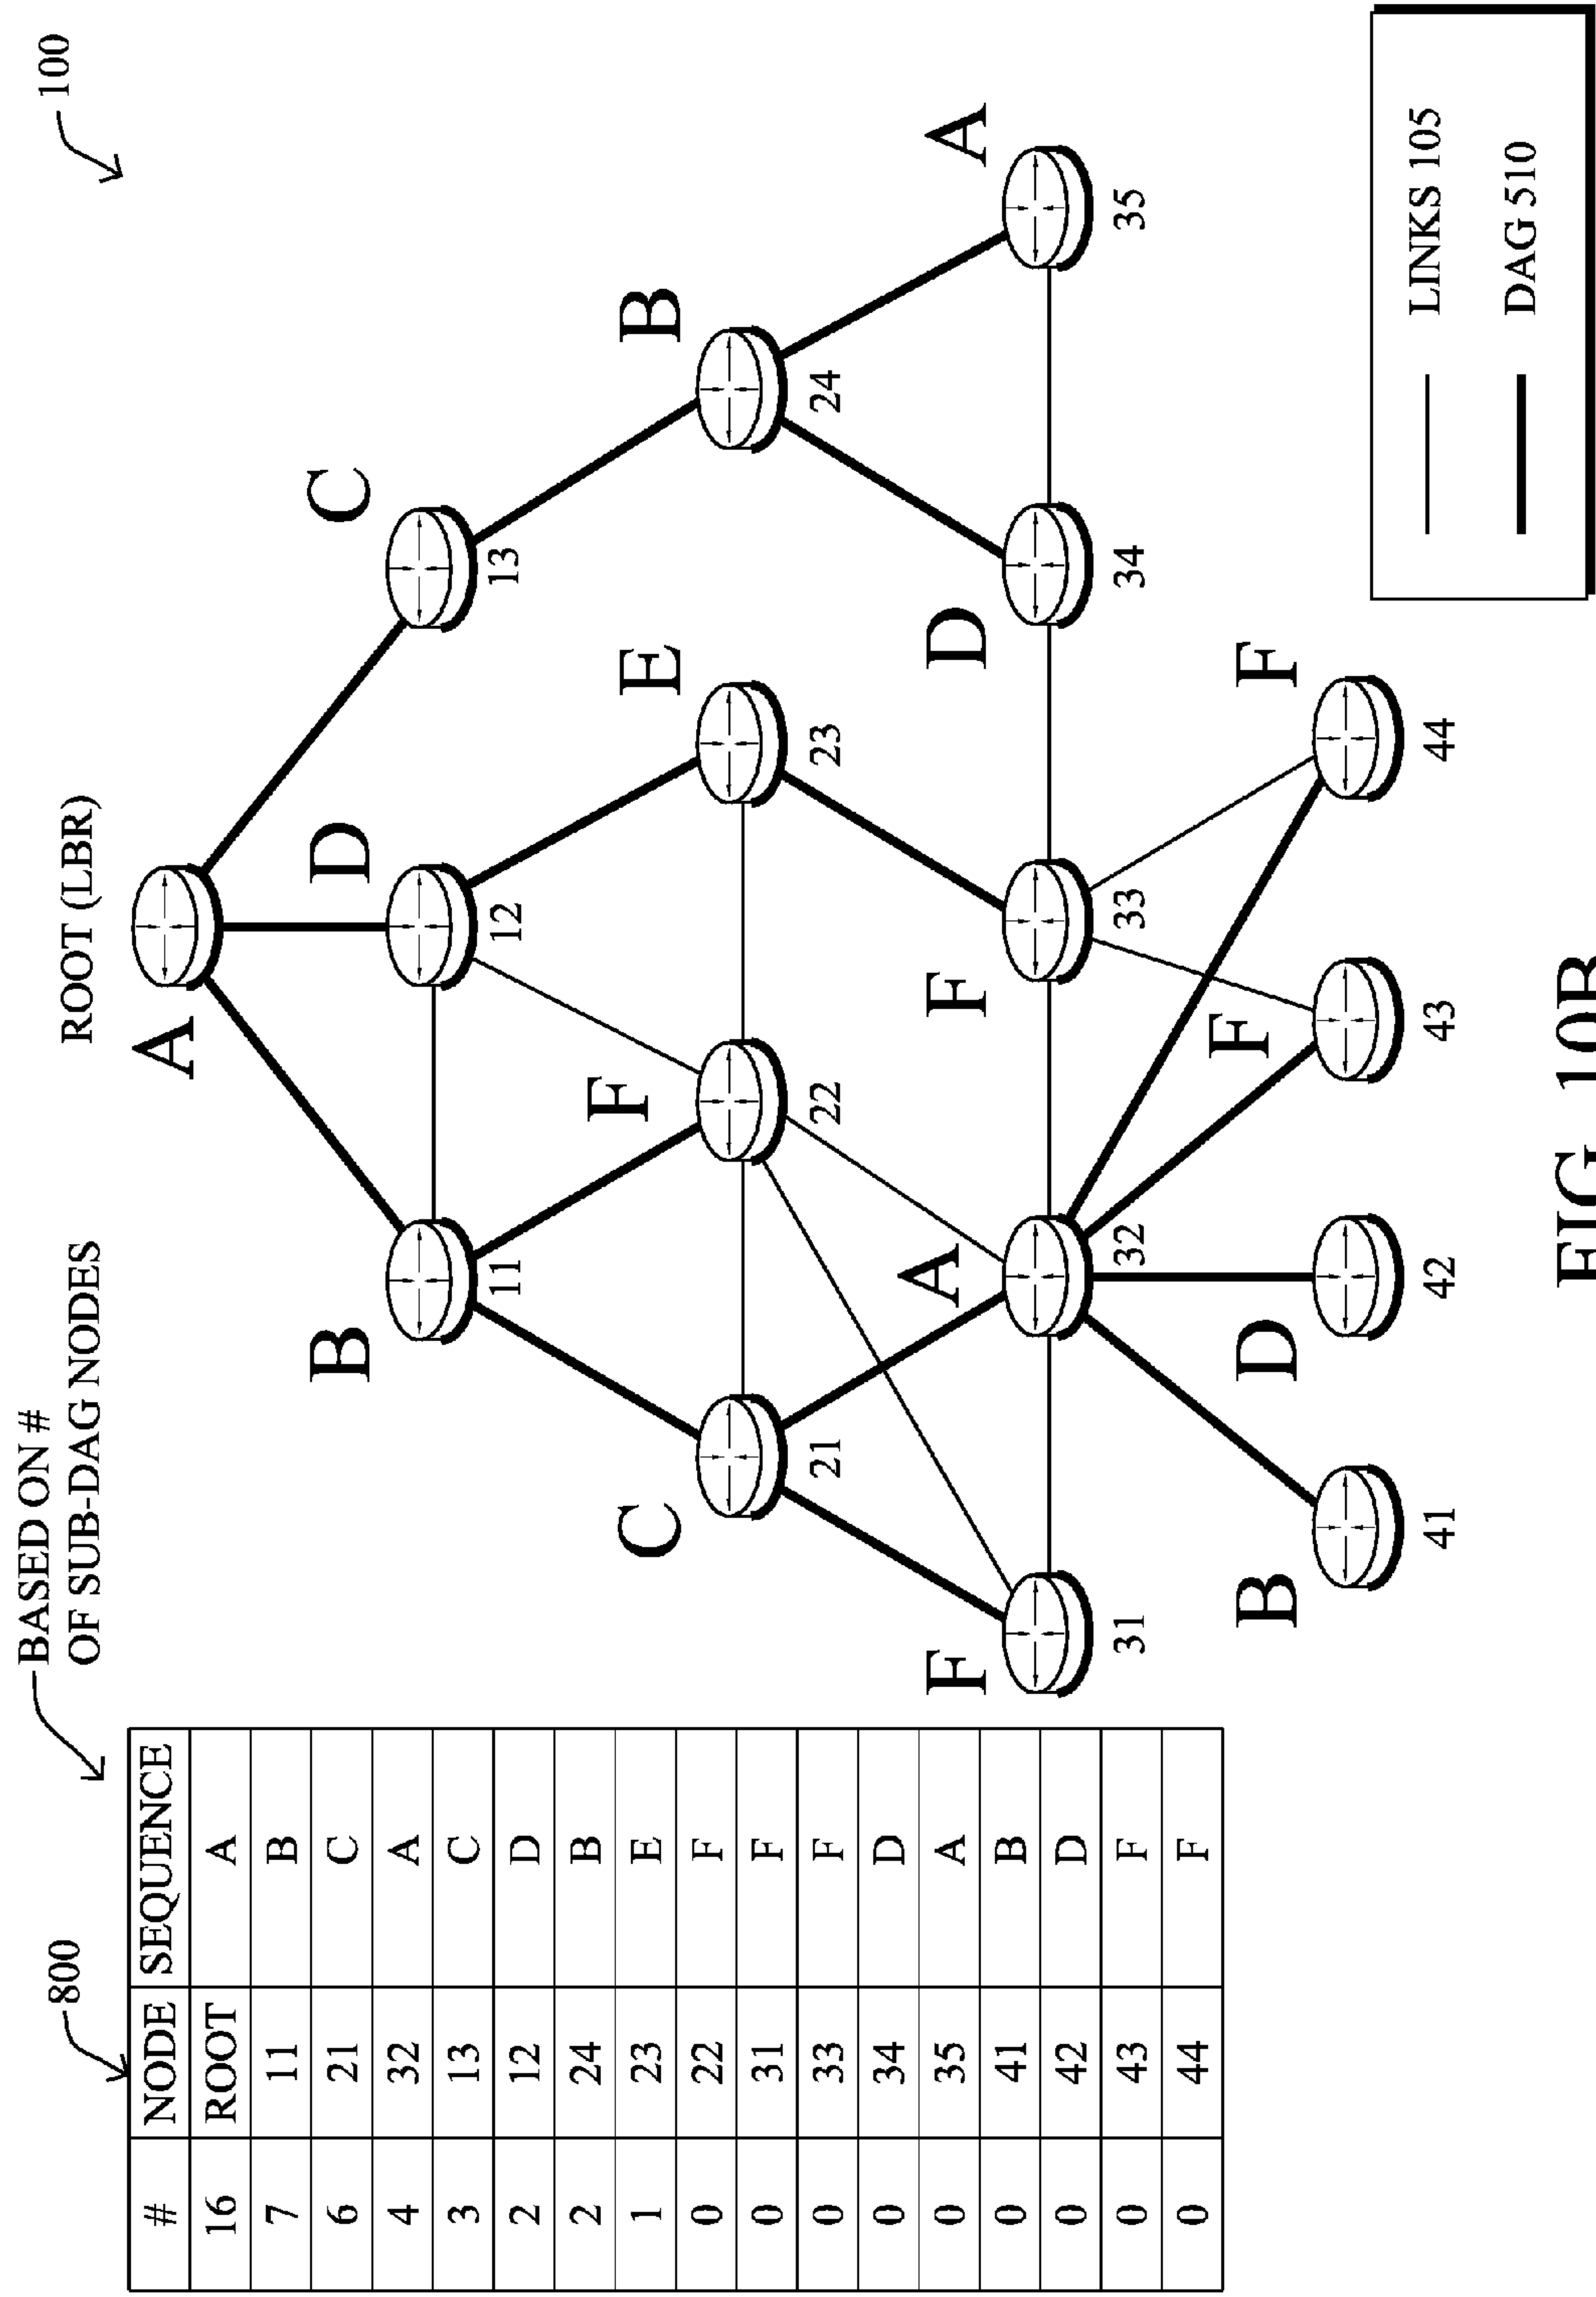 800
BASED ON #
OF SUB-DAG NODES
ROOT (LBR)
100
# NODE SEQUENCE
16 ROOT A
7 11 B
6 21 C
4 32 A
3 13 C
2 12 D
2 24 B
1 23 E
0 22 F
0 31 F
0 33 F
0 34 D
0 35 A
0 41 B
0 42 D
0 43 F
0 44 F
A
B D C
11 12 13
C F E B
21 22 23 24
F A F D A
31 32 33 34 35
B D F F
41 42 43 44
LINKS 105
DAG 510
FIG. 10B